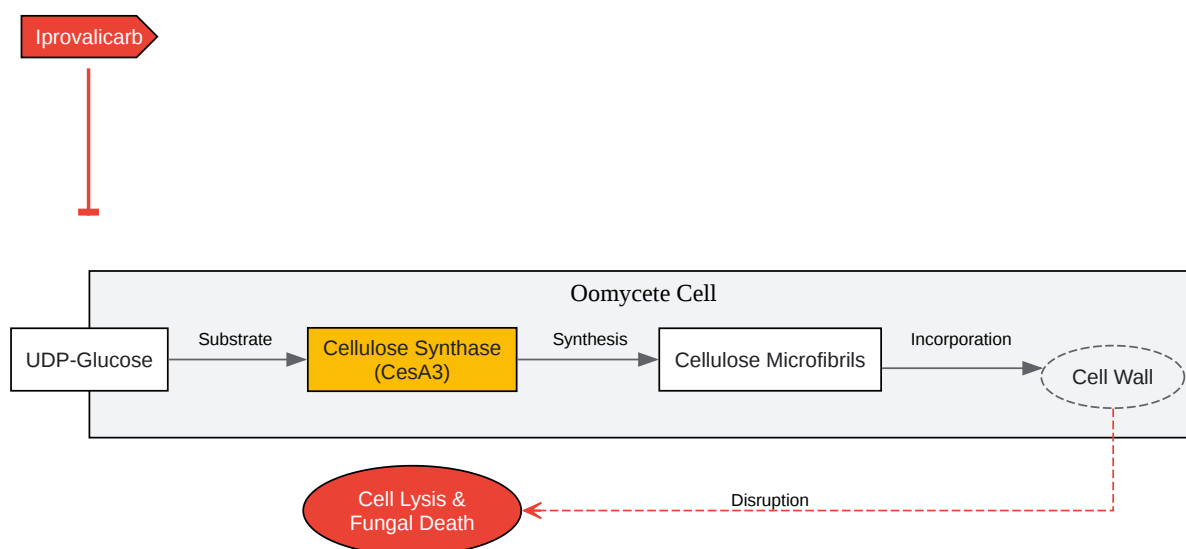 Iprovalicarb
Oomycete Cell
UDP-Glucose
Substrate
Cellulose Synthase
(CesA3)
Synthesis
Cellulose Microfibrils
Incorporation
Cell Wall
Cell Lysis &
Fungal Death
Disruption